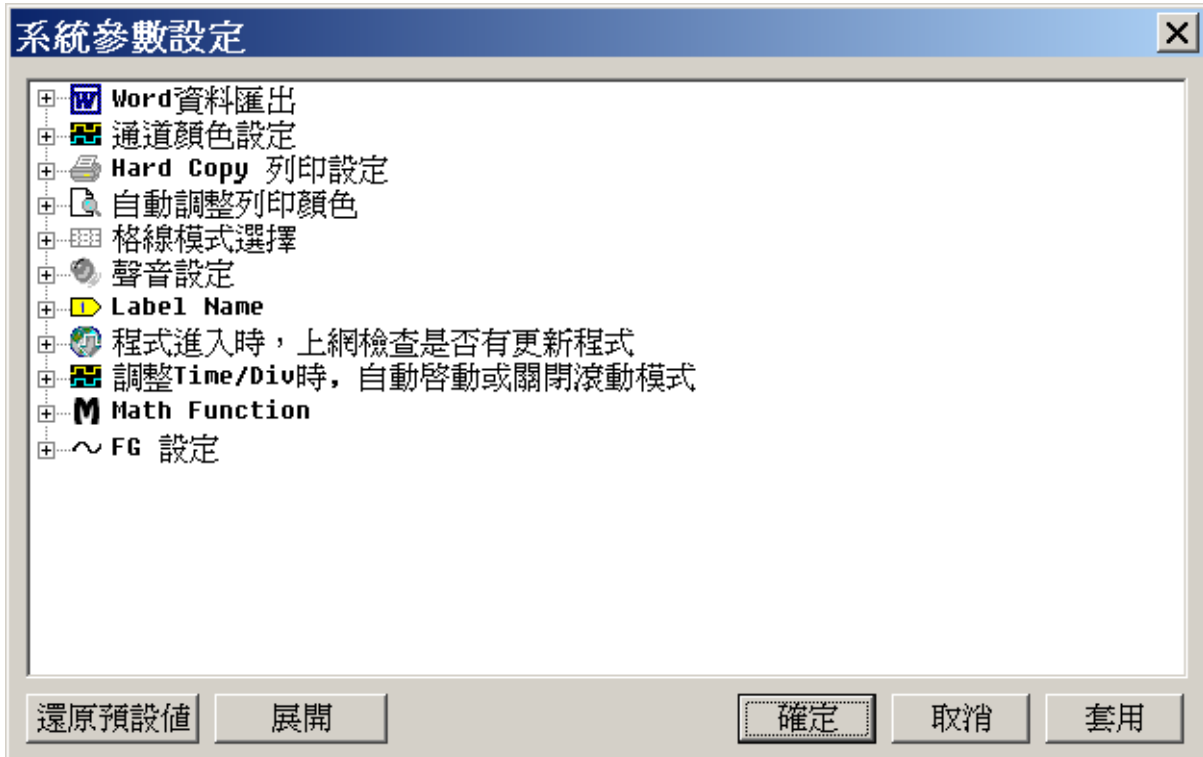 系統參數設定
Word資料匯出
通道顏色設定
Hard Copy 列印設定
自動調整列印顏色
格線模式選擇
聲音設定
Label Name
程式進入時，上網檢查是否有更新程式
調整Time/Div時, 自動啓動或關閉滾動模式
Math Function
FG 設定
還原預設値 展開 確定 取消 套用